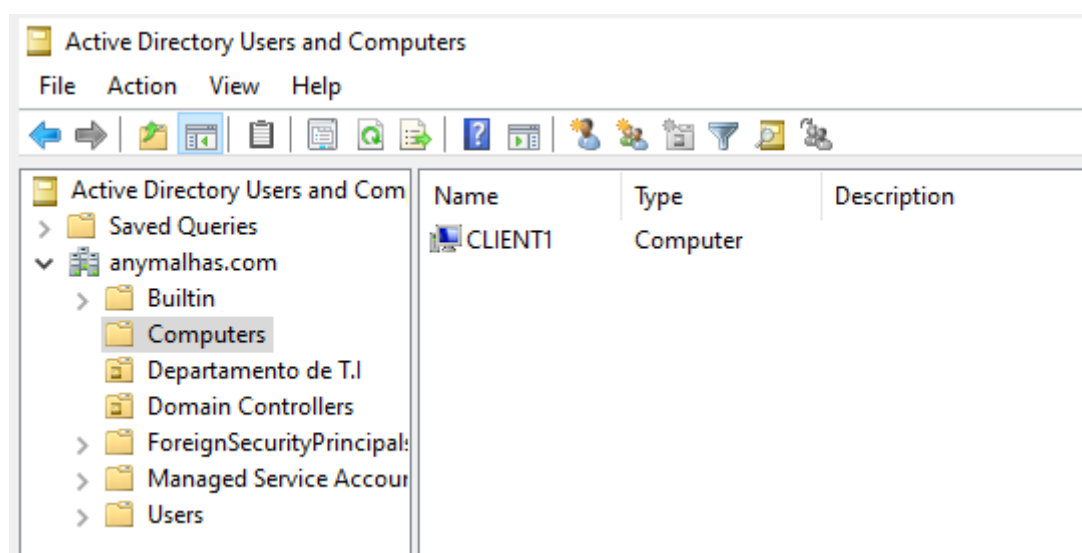 Active Directory Users and Computers
File Action View Help
Active Directory Users and Com
Saved Queries
anymalhas.com
Builtin
Computers
Departamento de T.I
Domain Controllers
ForeignSecurityPrincipals
Managed Service Accour
Users
Name Type Description
CLIENT1 Computer